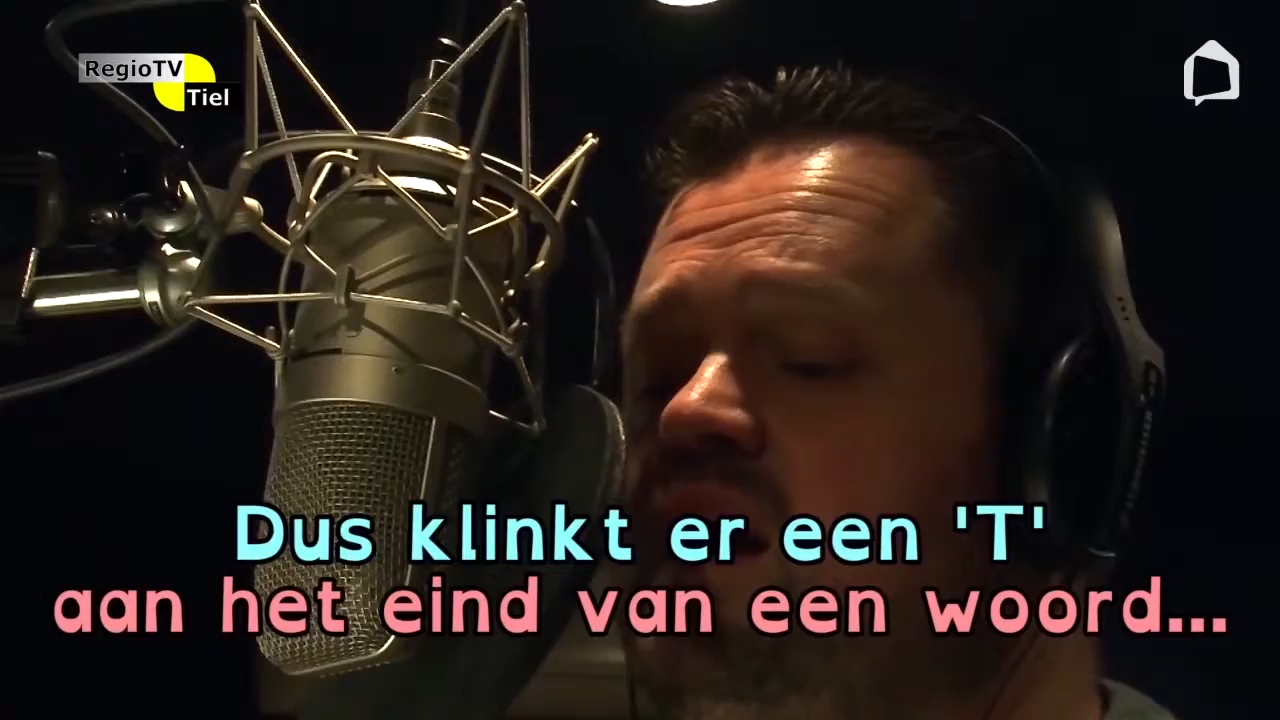 RegioTV
Tiel
Dus klinkt er een 'T'
aan het eind van een woord...